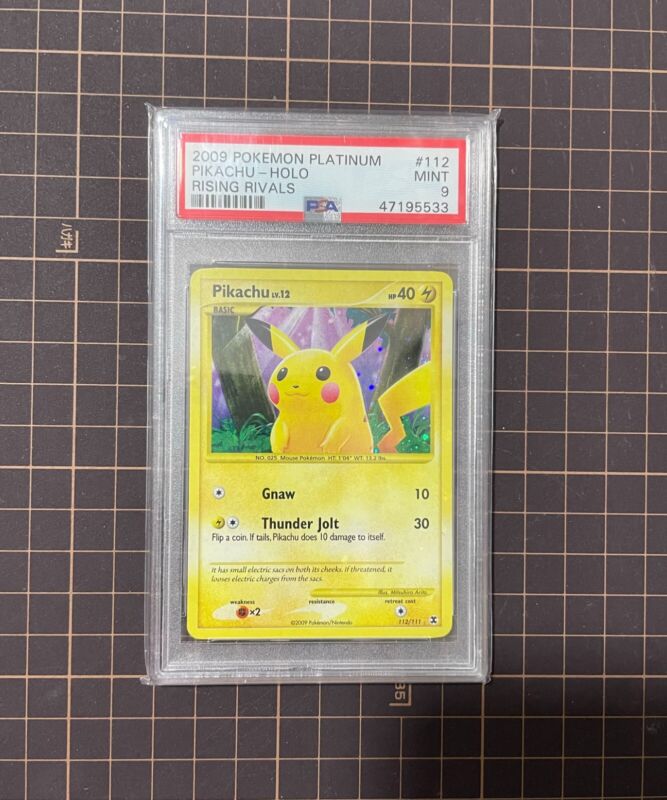 2009 POKEMON PLATINUM #112
PIKACHU - HOLO MINT
RISING RIVALS 9
PSA 47195533
Pikachu LV.12 HP 40
BASIC
NO. 025 Mouse Pokémon HT: 1'04" WT: 13.2 lbs.
Gnaw 10
Thunder Jolt 30
Flip a coin. If tails, Pikachu does 10 damage to itself.
It has small electric sacs on both its cheeks. If threatened, it
looses electric charges from the sacs.
Illus. Mitsuhiro Arita
weakness resistance retreat cost
×2
©2009 Pokémon/Nintendo 112/111
ハガキ
B5